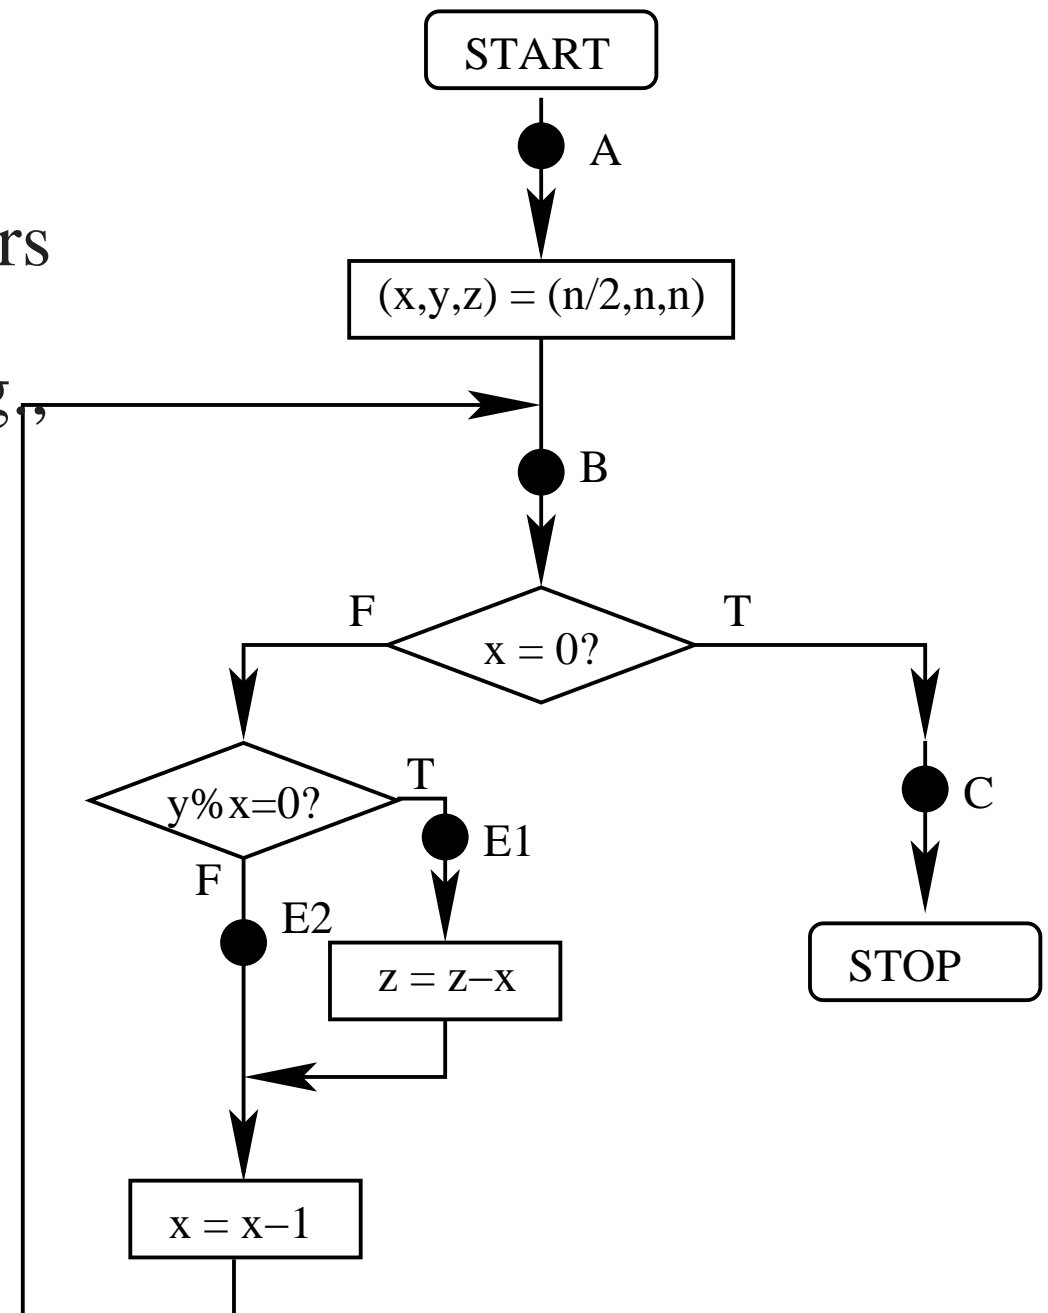 START
A
rs
(x,y,z) = (n/2,n,n)
g.,
B
F
T
x = 0?
T
y%x=0?
C
E1
F
E2
z = z−x
STOP
x = x−1